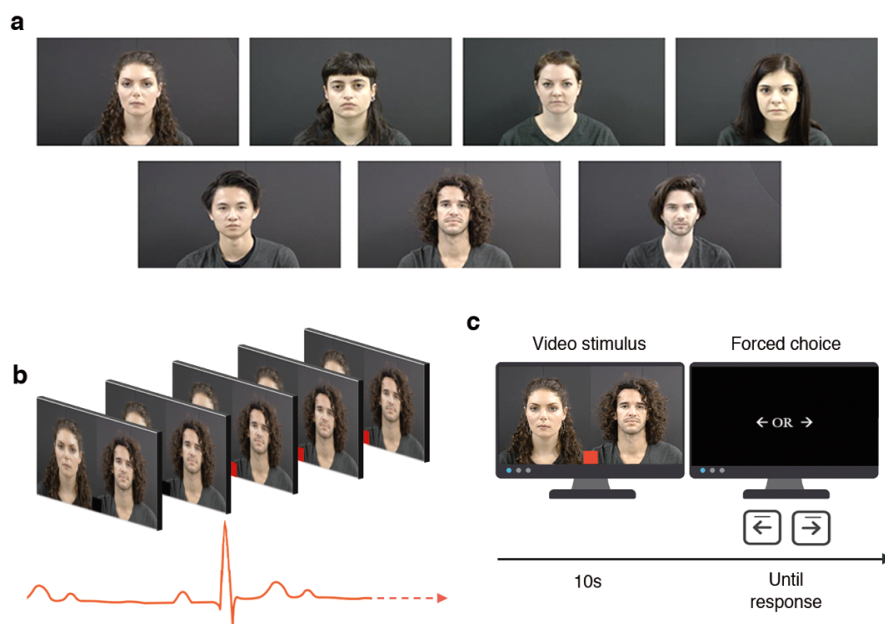 a
b
c
Video stimulus
Forced choice
← OR →
← →
10s
Until
response